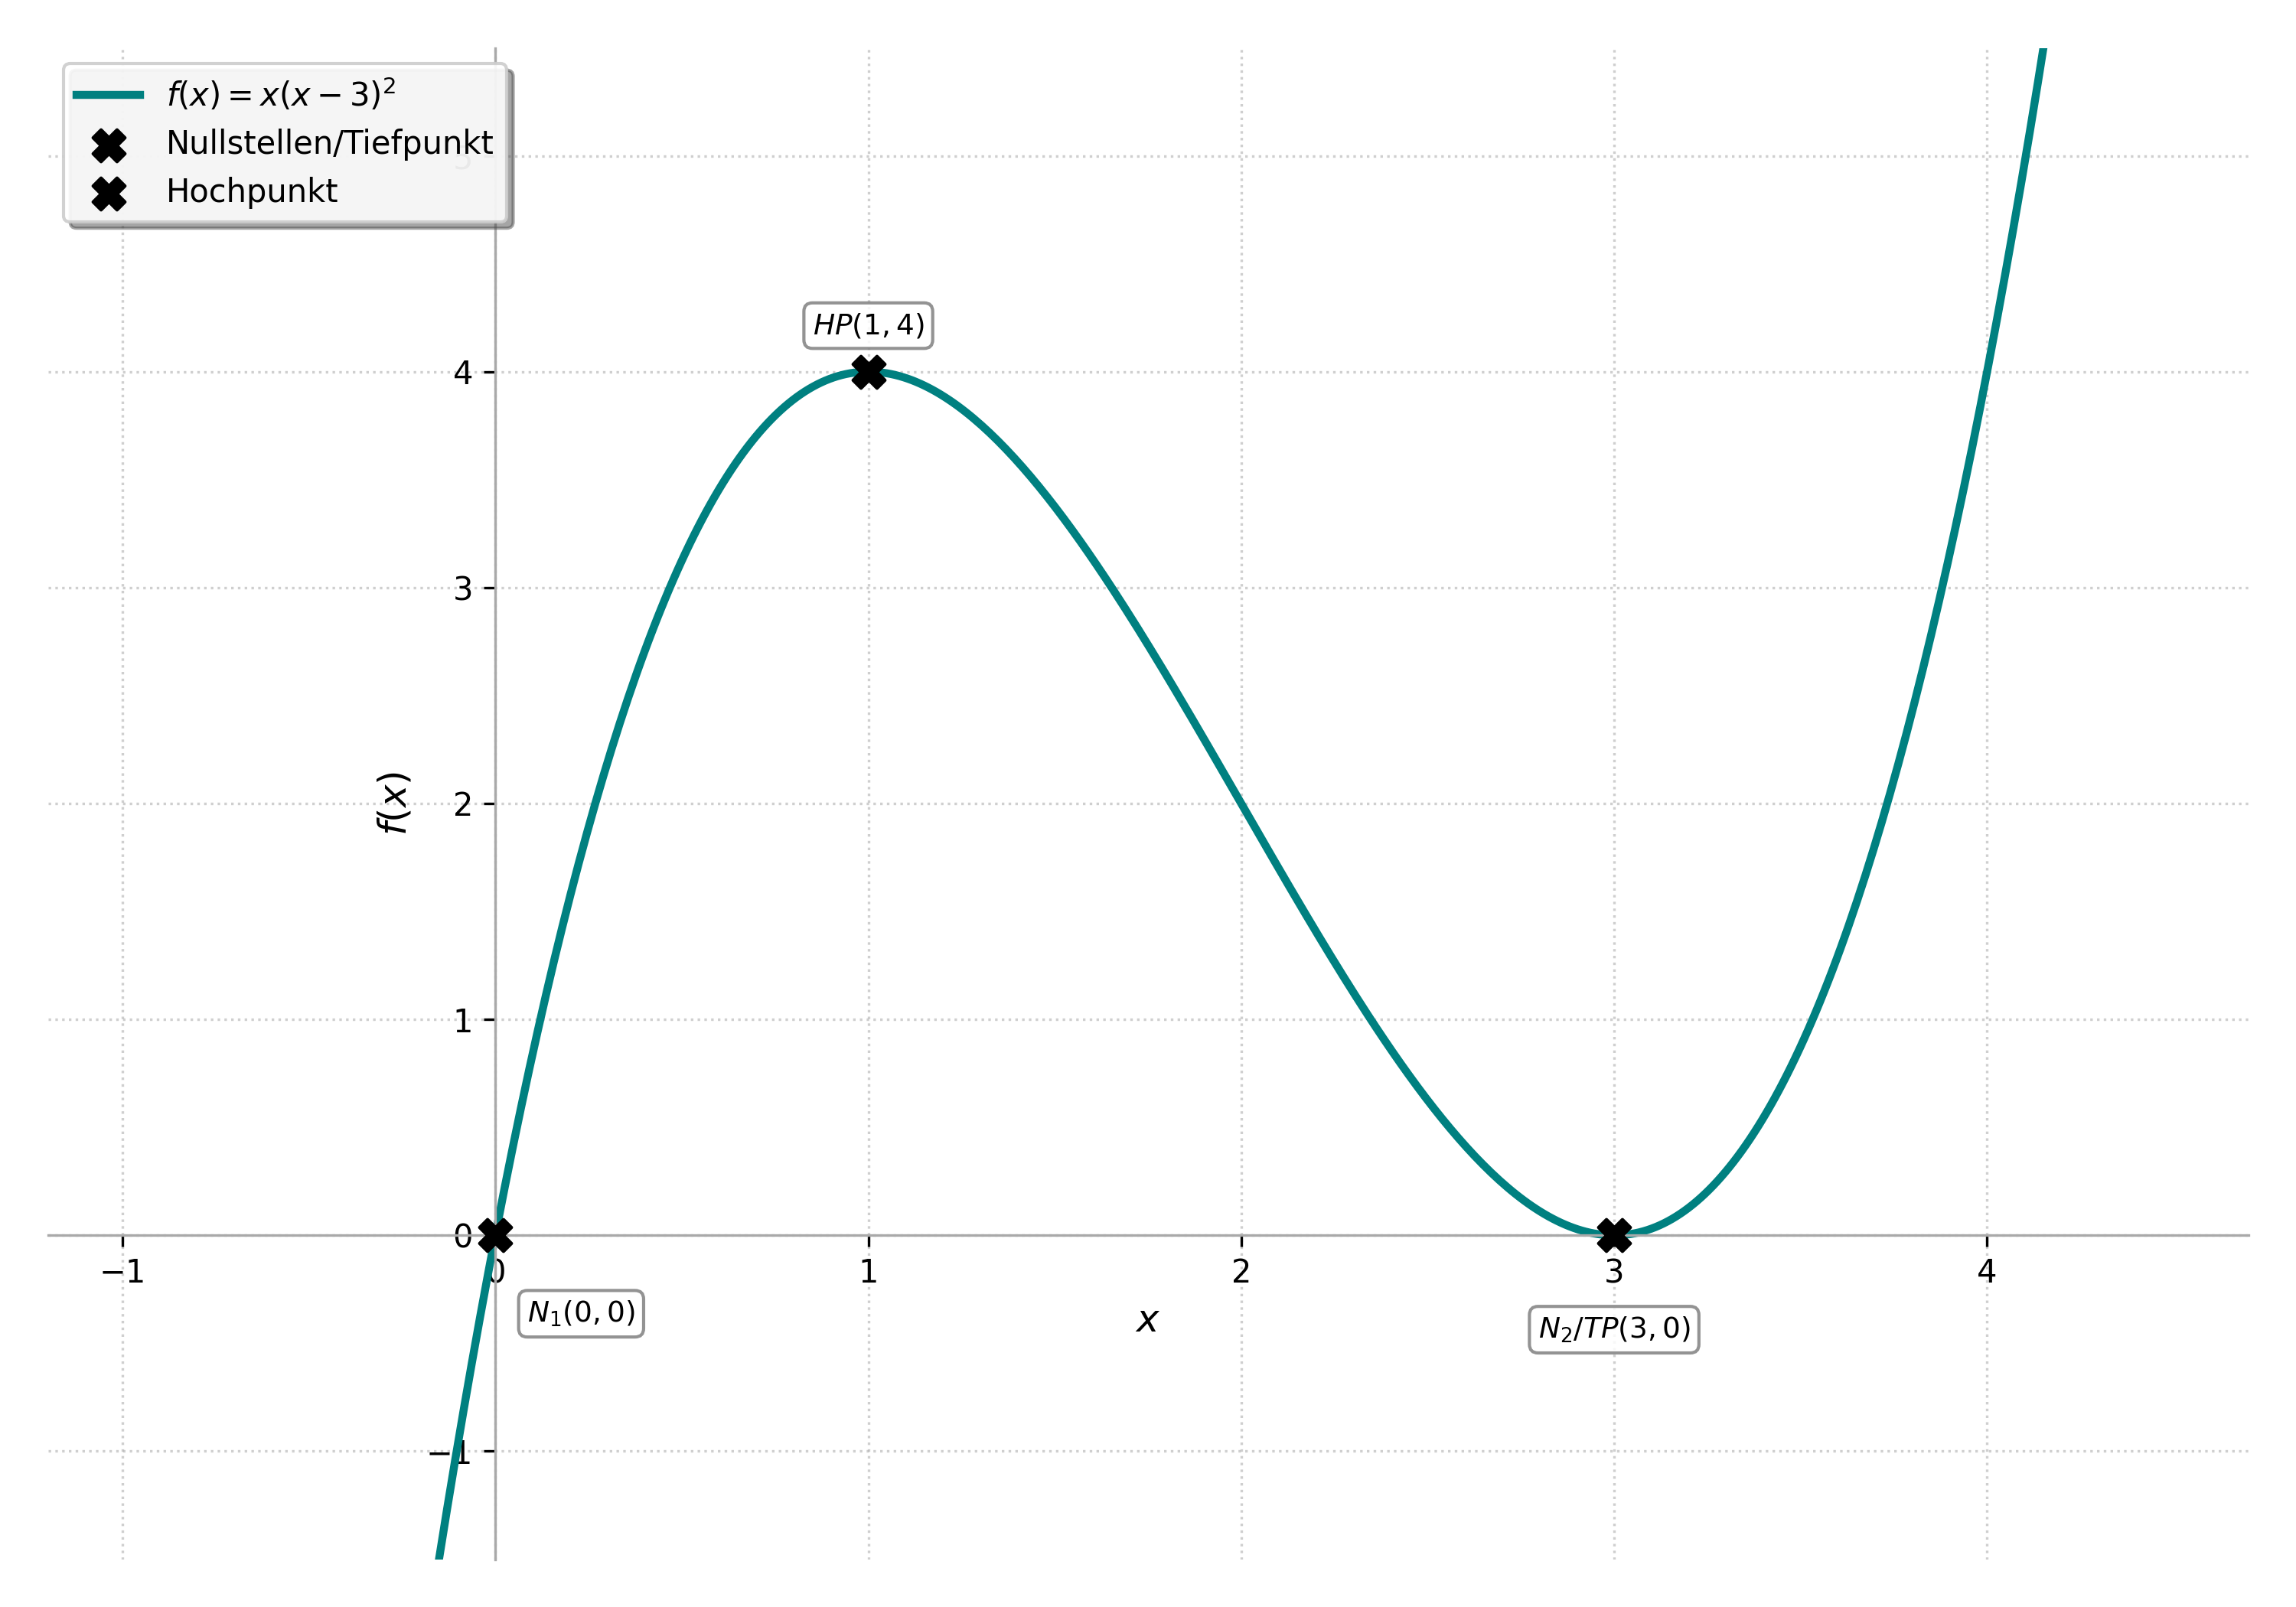 f(x) = x(x − 3)²
Nullstellen/Tiefpunkt
Hochpunkt
5
HP(1, 4)
4
3
f(x)
2
1
0
−1 0 1 2 3 4
N₁(0, 0)
x
N₂/TP(3, 0)
−1